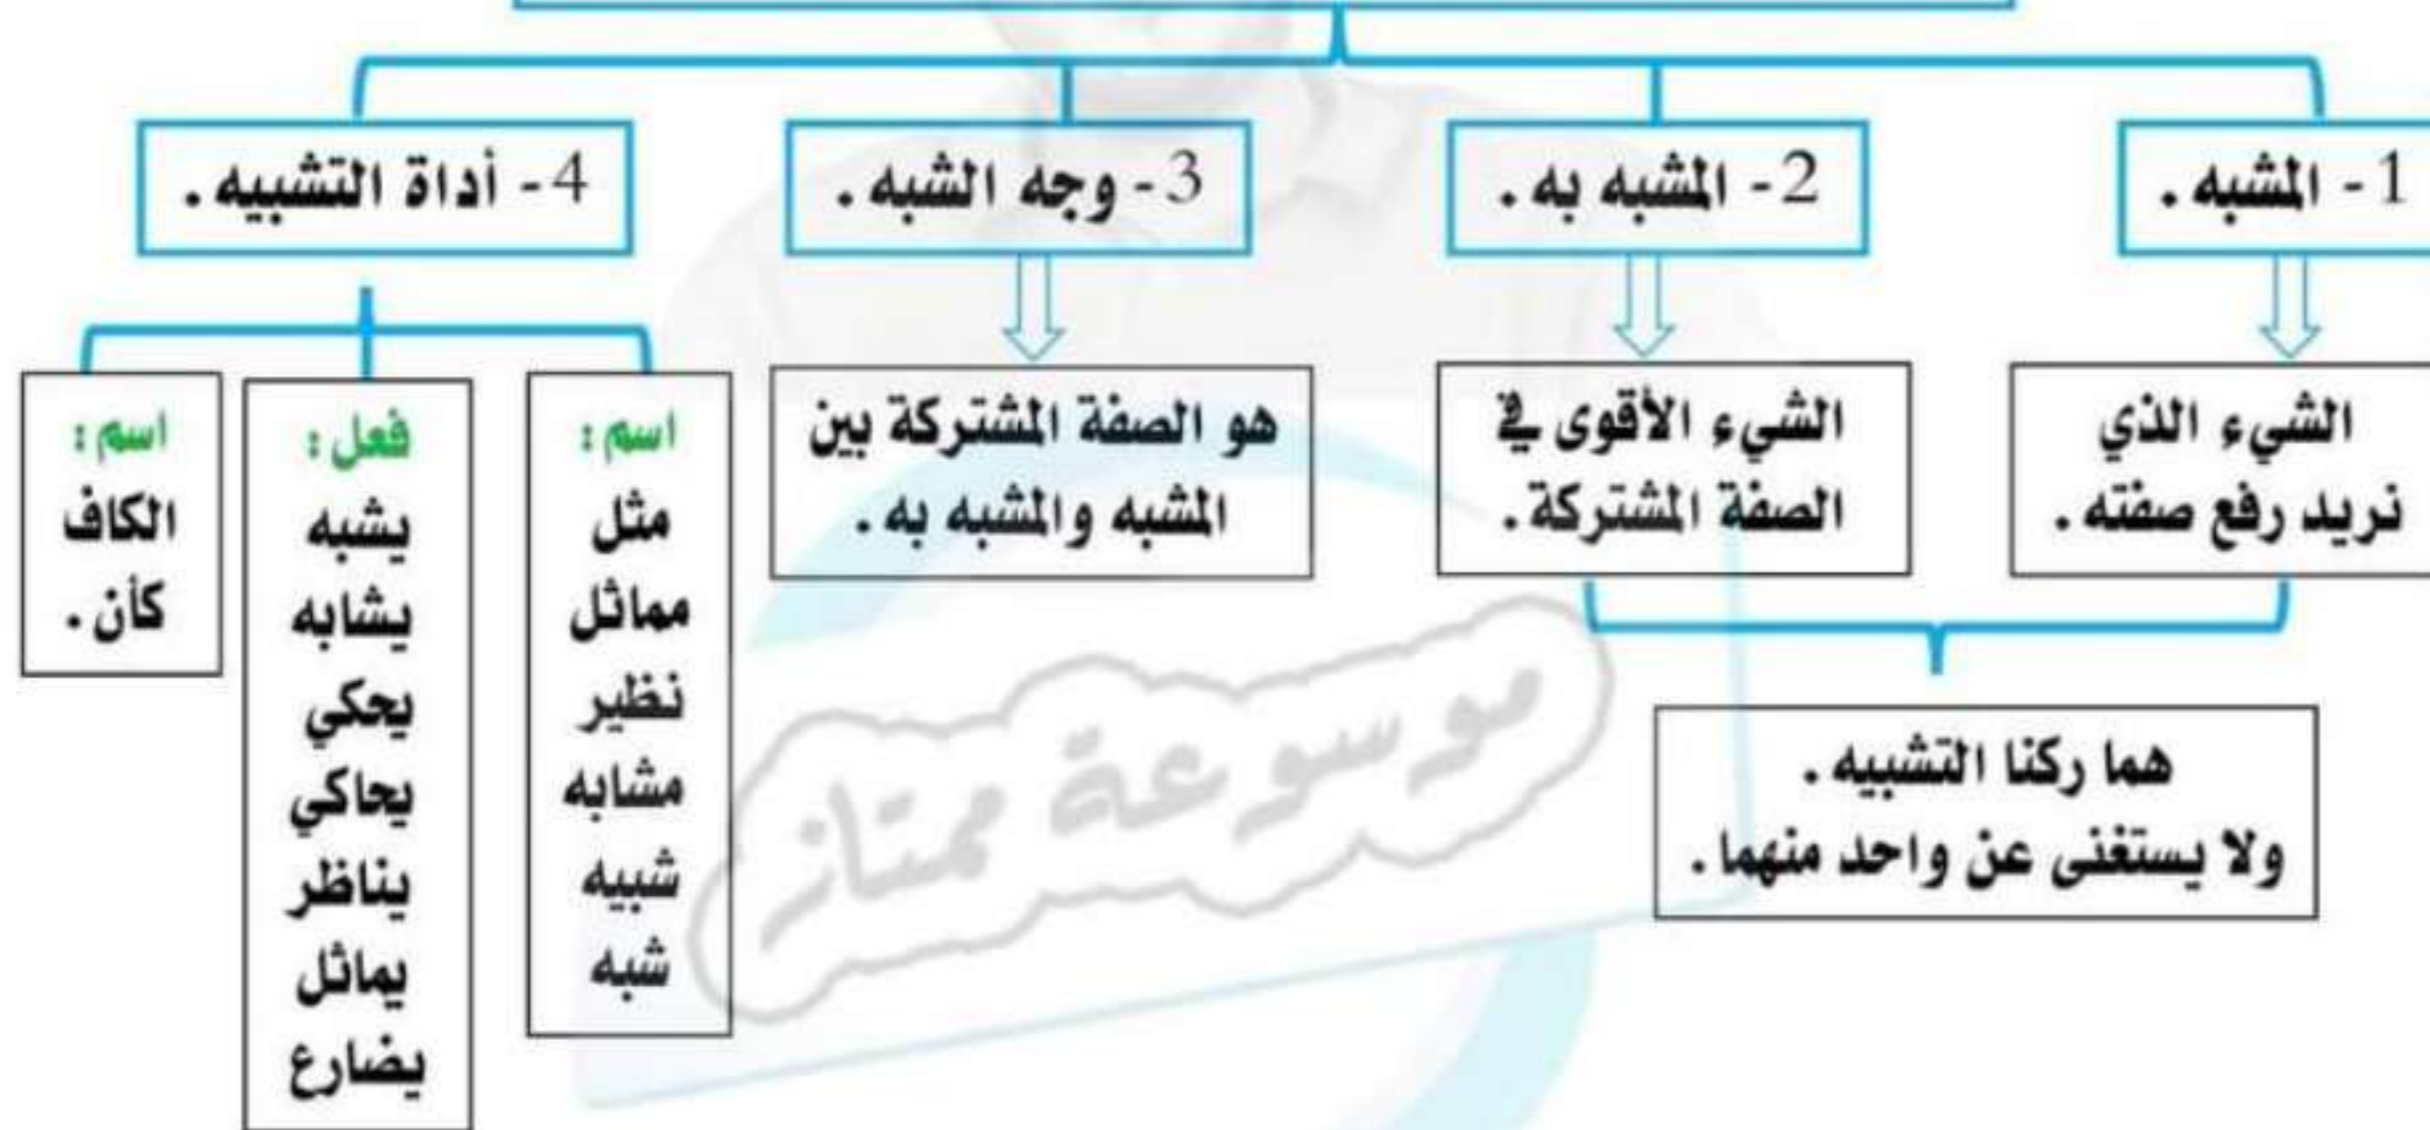 1- المشبه .
2- المشبه به .
3- وجه الشبه .
4- أداة التشبيه .
الشيء الذي
نريد رفع صفته .
الشيء الأقوى في
الصفة المشتركة .
هو الصفة المشتركة بين
المشبه والمشبه به .
اسم :
مثل
مماثل
نظير
مشابه
شبيه
شبه
فعل :
يشبه
يشابه
يحكي
يحاكي
يناظر
يماثل
يضارع
اسم :
الكاف
كأن .
هما ركنا التشبيه .
ولا يستغنى عن واحد منهما .
موسوعة ممتاز